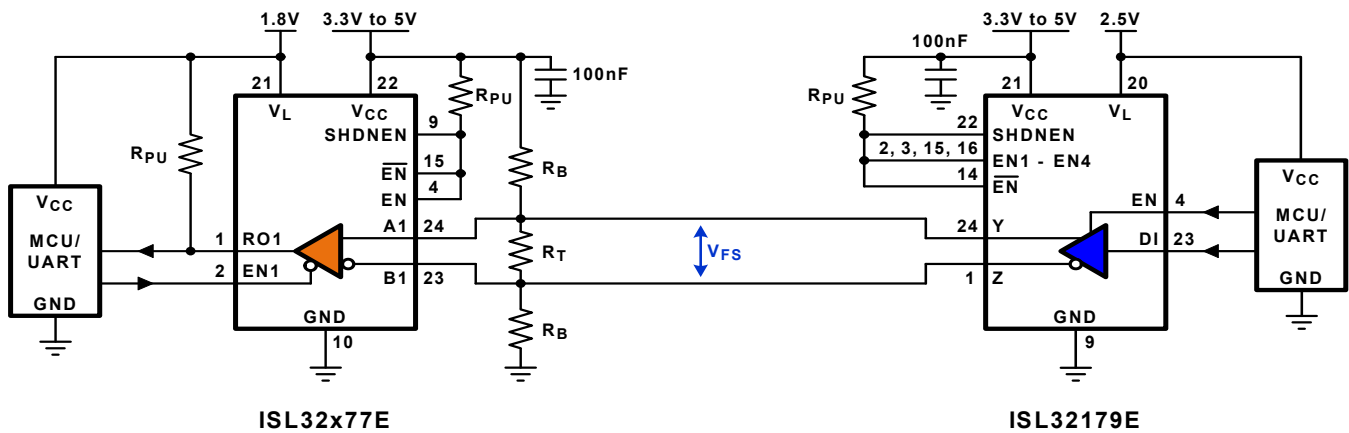 1.8V 3.3V to 5V 3.3V to 5V 2.5V
100nF
100nF
21 22 21 20
VL VCC RPU RPU VCC VL
9 SHDNEN 22 SHDNEN
RPU 2, 3, 15, 16 EN1 - EN4
15 EN RB 14 EN
4 EN
VCC VCC
MCU/ UART A1 24 24 Y EN 4 MCU/ UART
1 RO1 RT VFS DI 23
2 EN1 B1 23 1 Z
GND GND RB GND GND
10 9
ISL32x77E ISL32179E